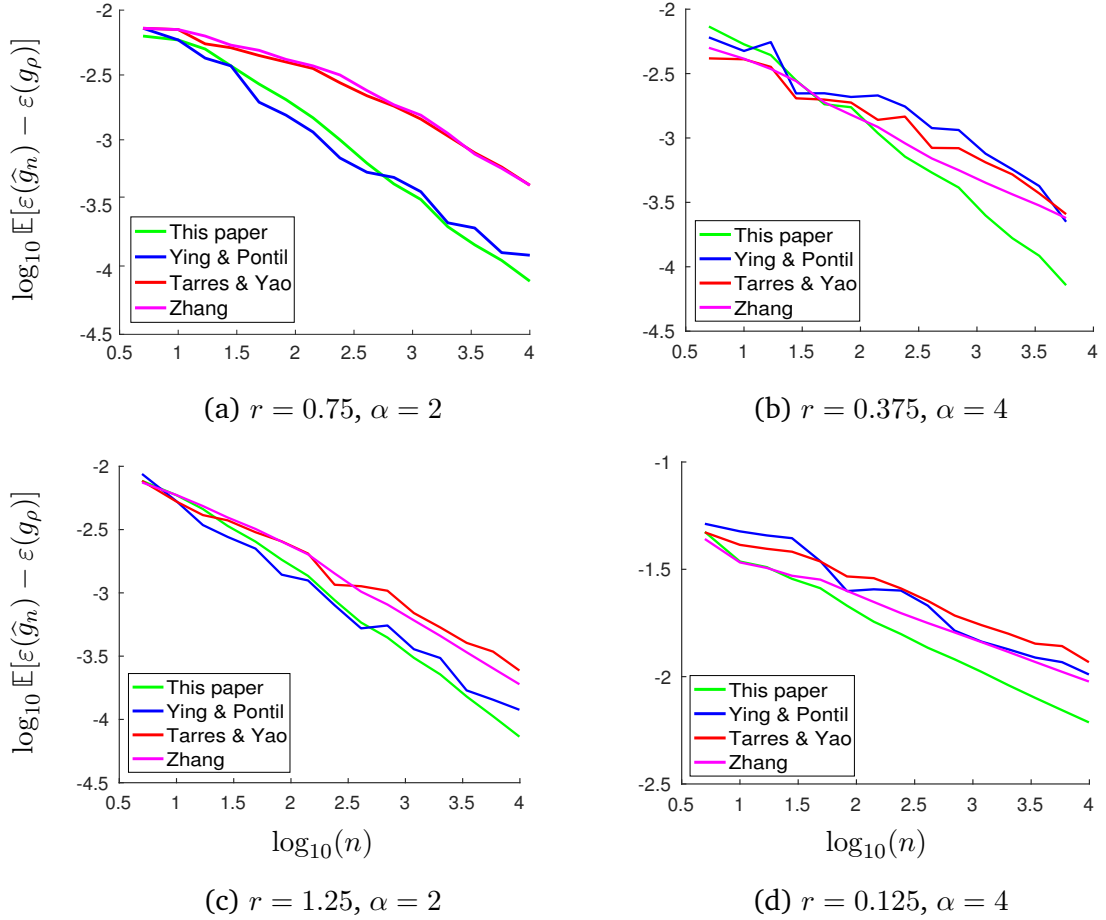 log₁₀ 𝔼[ε(ĝₙ) − ε(g_ρ)]
-2
-2.5
-3
-3.5
-4
-4.5
This paper
Ying & Pontil
Tarres & Yao
Zhang
0.5 1 1.5 2 2.5 3 3.5 4
(a) r = 0.75, α = 2
-2
-2.5
-3
-3.5
-4
-4.5
This paper
Ying & Pontil
Tarres & Yao
Zhang
0.5 1 1.5 2 2.5 3 3.5 4
(b) r = 0.375, α = 4
log₁₀ 𝔼[ε(ĝₙ) − ε(g_ρ)]
-2
-2.5
-3
-3.5
-4
-4.5
This paper
Ying & Pontil
Tarres & Yao
Zhang
0.5 1 1.5 2 2.5 3 3.5 4
log₁₀(n)
(c) r = 1.25, α = 2
-1
-1.5
-2
-2.5
This paper
Ying & Pontil
Tarres & Yao
Zhang
0.5 1 1.5 2 2.5 3 3.5 4
log₁₀(n)
(d) r = 0.125, α = 4